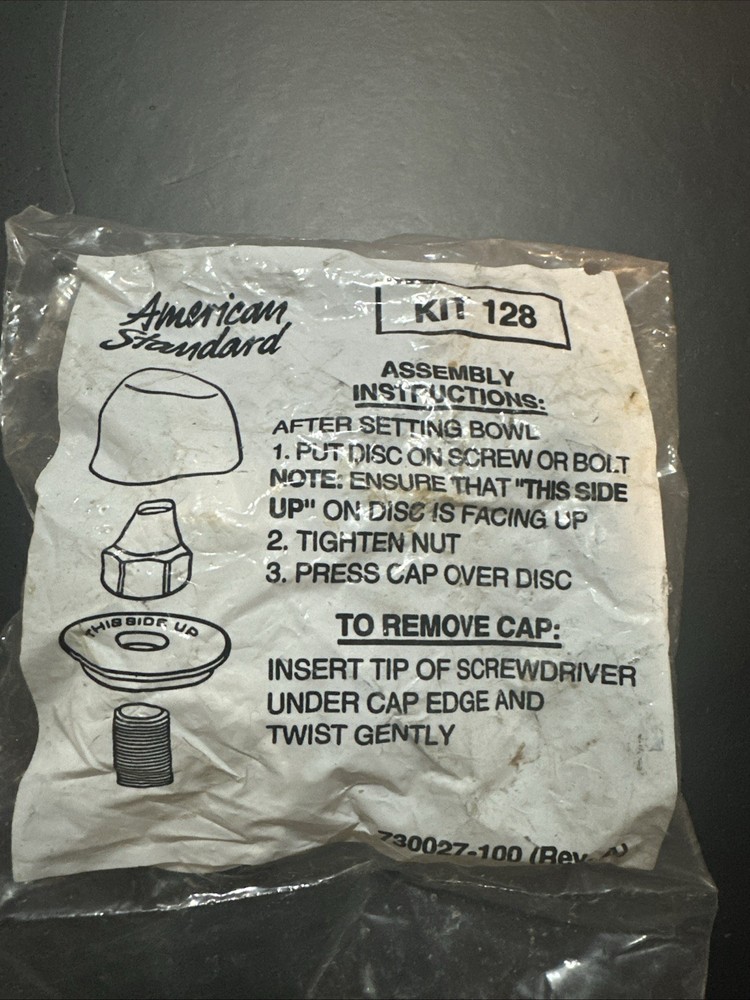 American
Standard
KIT 128
ASSEMBLY
INSTRUCTIONS:
AFTER SETTING BOWL
1. PUT DISC ON SCREW OR BOLT
NOTE: ENSURE THAT "THIS SIDE
UP" ON DISC IS FACING UP
2. TIGHTEN NUT
3. PRESS CAP OVER DISC
THIS SIDE UP
TO REMOVE CAP:
INSERT TIP OF SCREWDRIVER
UNDER CAP EDGE AND
TWIST GENTLY
730027-100 (Rev. A)